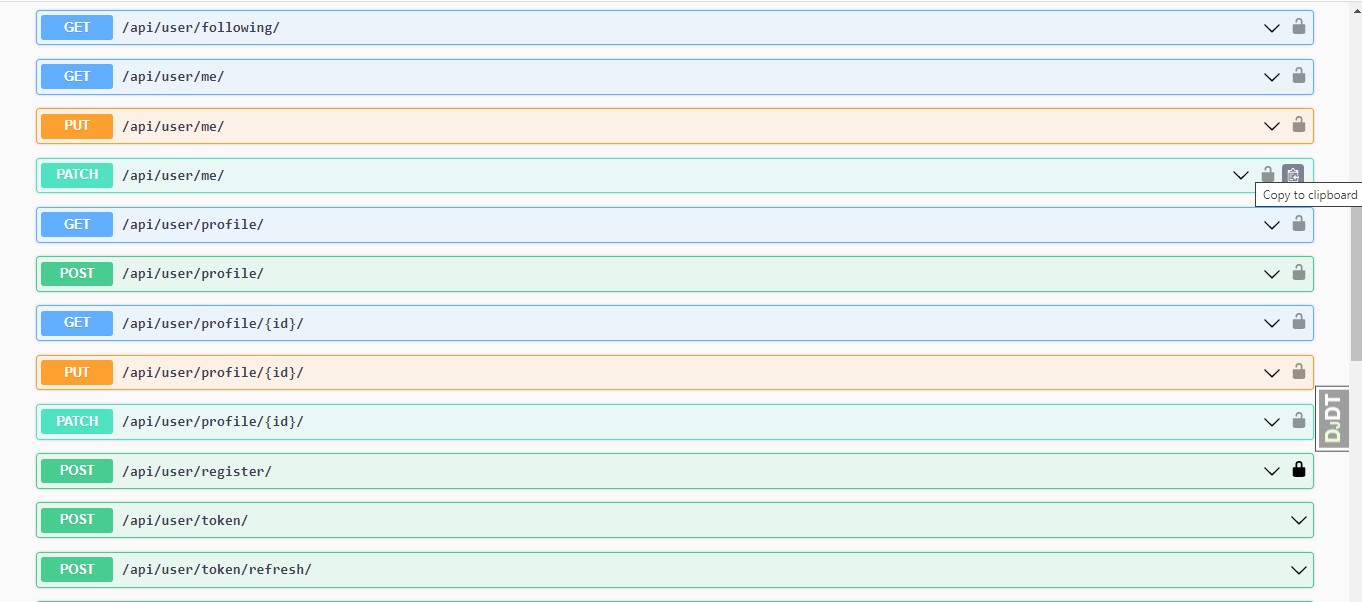 GET /api/user/following/
GET /api/user/me/
PUT /api/user/me/
PATCH /api/user/me/
Copy to clipboard
GET /api/user/profile/
POST /api/user/profile/
GET /api/user/profile/{id}/
PUT /api/user/profile/{id}/
PATCH /api/user/profile/{id}/
DJDT
POST /api/user/register/
POST /api/user/token/
POST /api/user/token/refresh/